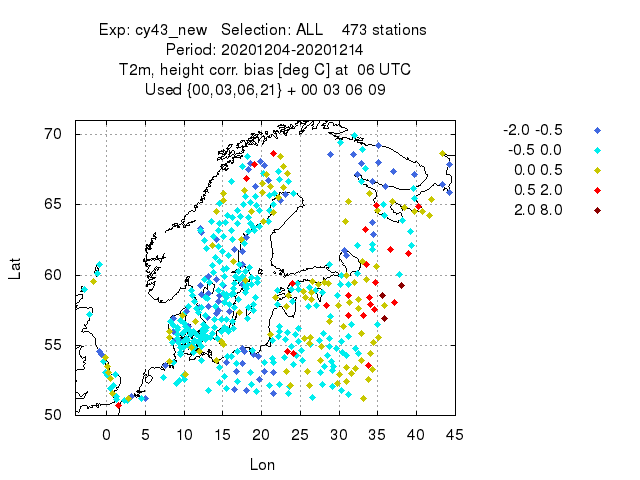 Exp: cy43_new   Selection: ALL    473 stations
Period: 20201204-20201214
T2m, height corr. bias [deg C] at  06 UTC
Used {00,03,06,21} + 00 03 06 09
-2.0 -0.5
-0.5 0.0
0.0 0.5
0.5 2.0
2.0 8.0
70
65
60
55
50
Lat
0 5 10 15 20 25 30 35 40 45
Lon